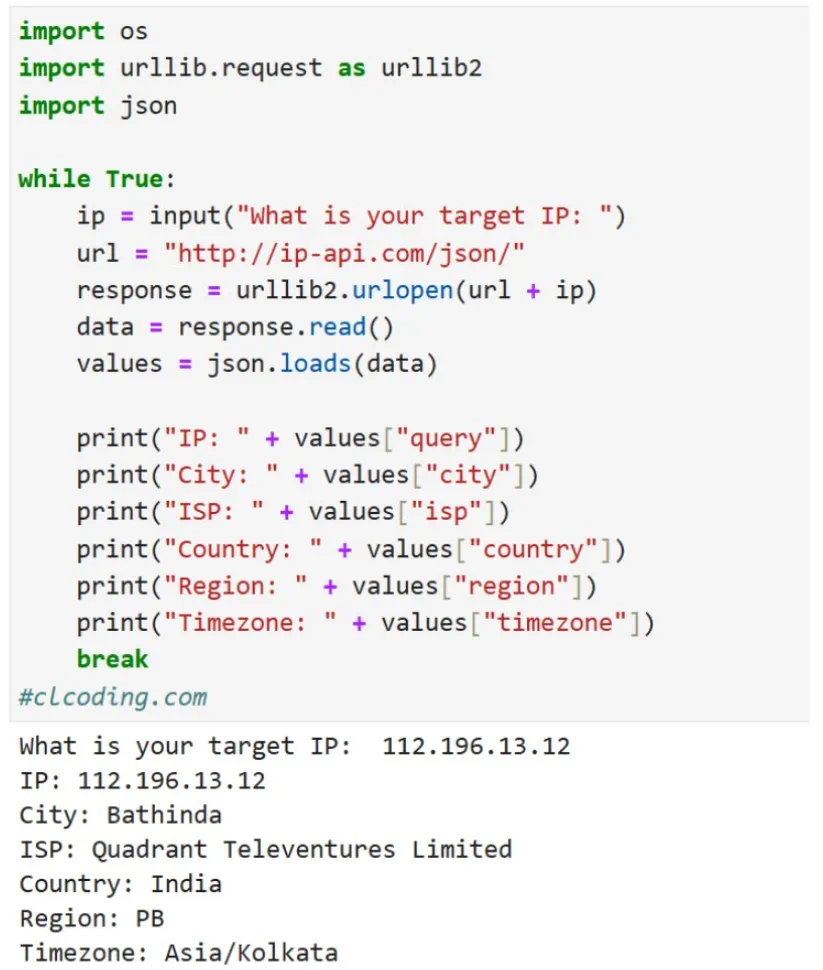 import os
import urllib.request as urllib2
import json
while True:
    ip = input("What is your target IP: ")
    url = "http://ip-api.com/json/"
    response = urllib2.urlopen(url + ip)
    data = response.read()
    values = json.loads(data)
    print("IP: " + values["query"])
    print("City: " + values["city"])
    print("ISP: " + values["isp"])
    print("Country: " + values["country"])
    print("Region: " + values["region"])
    print("Timezone: " + values["timezone"])
    break
#clcoding.com
What is your target IP:  112.196.13.12
IP: 112.196.13.12
City: Bathinda
ISP: Quadrant Televentures Limited
Country: India
Region: PB
Timezone: Asia/Kolkata